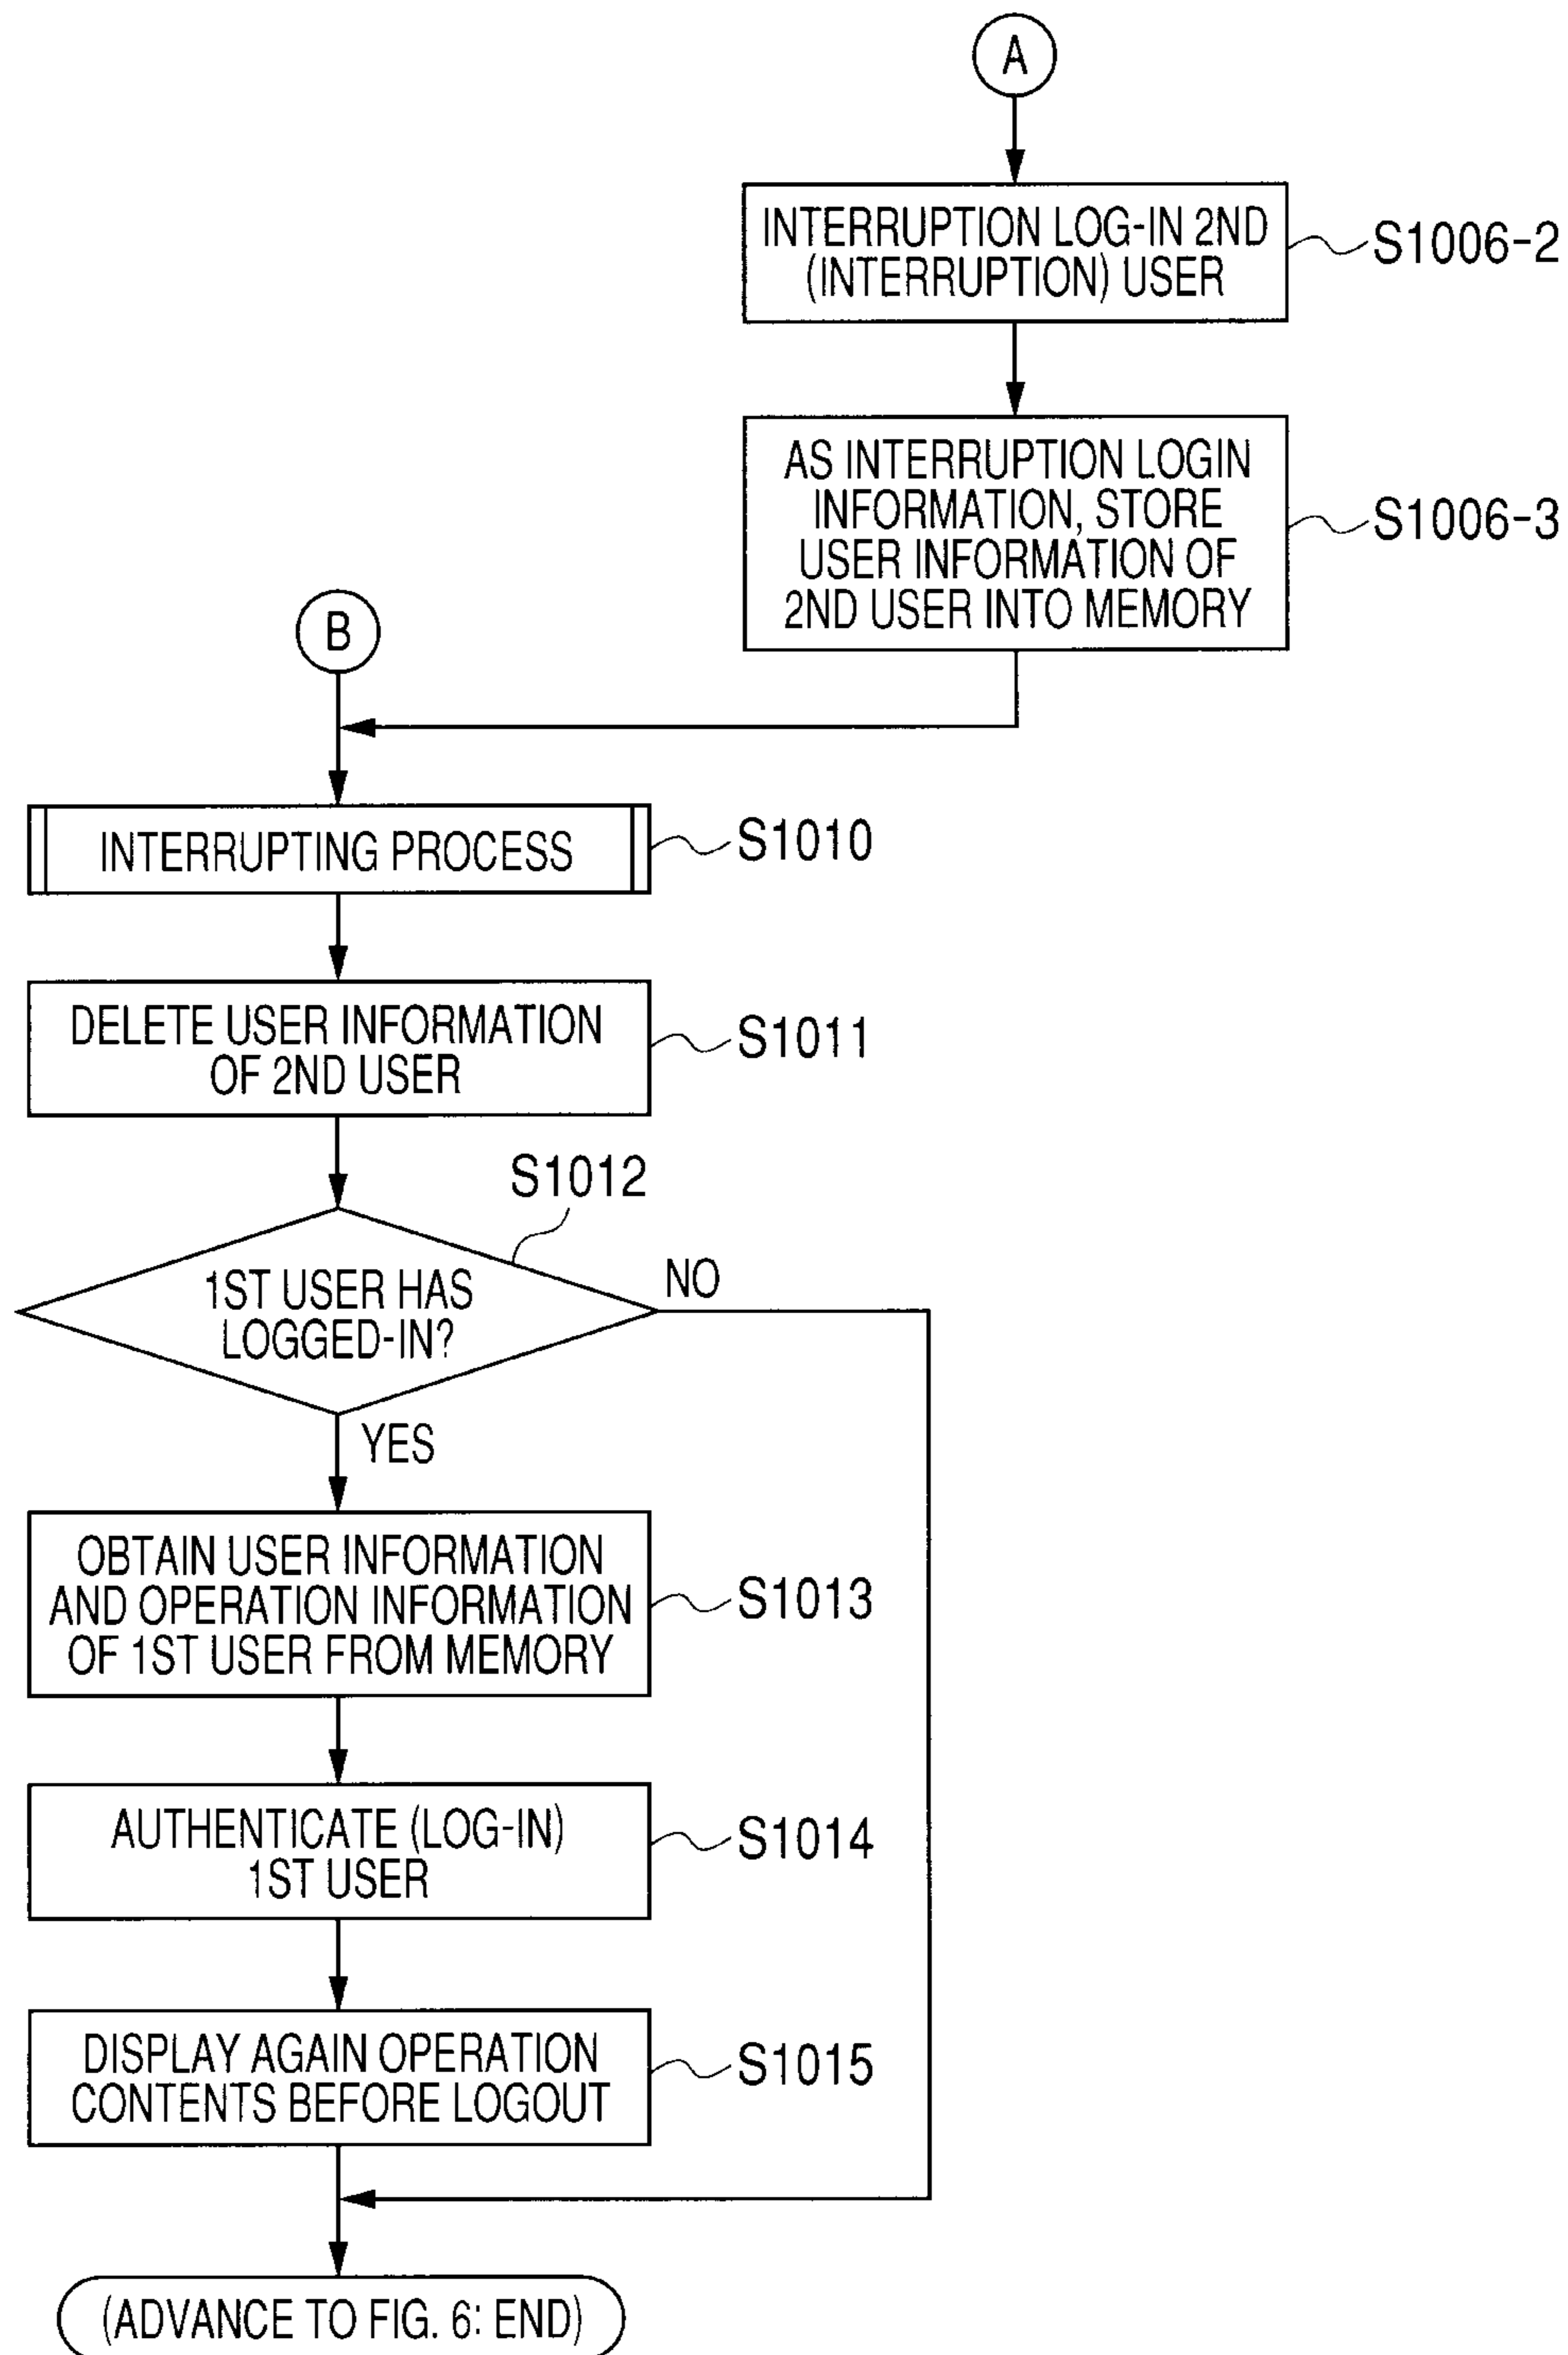 A
INTERRUPTION LOG-IN 2ND
(INTERRUPTION) USER
S1006-2
AS INTERRUPTION LOGIN
INFORMATION, STORE
USER INFORMATION OF
2ND USER INTO MEMORY
S1006-3
B
INTERRUPTING PROCESS
S1010
DELETE USER INFORMATION
OF 2ND USER
S1011
S1012
1ST USER HAS
LOGGED-IN?
NO
YES
OBTAIN USER INFORMATION
AND OPERATION INFORMATION
OF 1ST USER FROM MEMORY
S1013
AUTHENTICATE (LOG-IN)
1ST USER
S1014
DISPLAY AGAIN OPERATION
CONTENTS BEFORE LOGOUT
S1015
(ADVANCE TO FIG. 6: END)